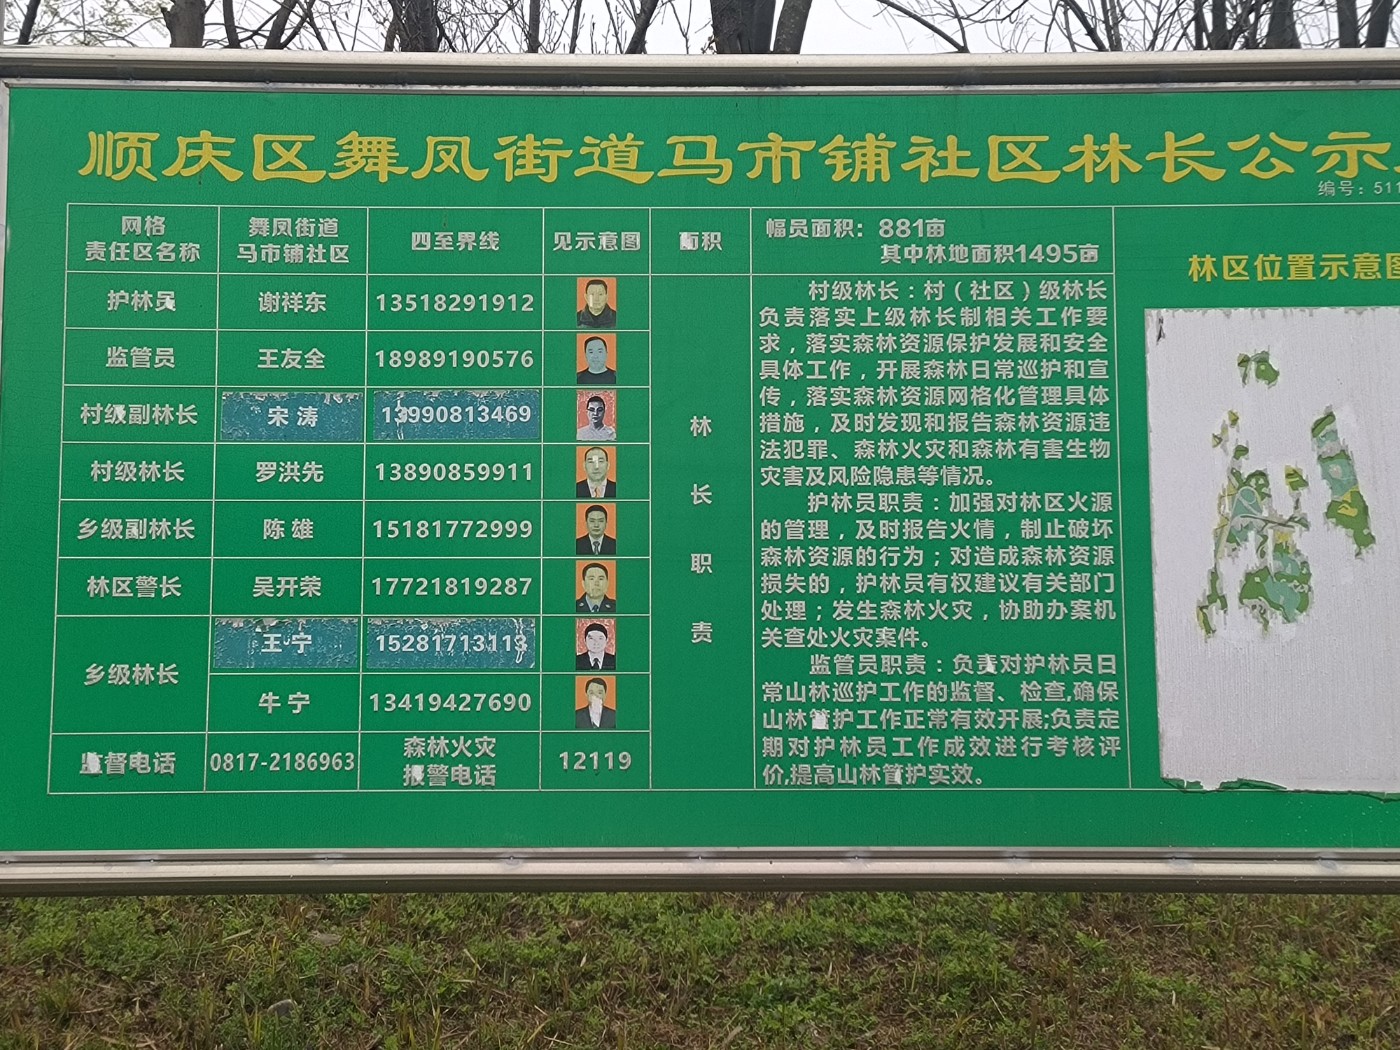 顺庆区舞凤街道马市铺社区林长公示
编号：511
网格
责任区名称
舞凤街道
马市铺社区
四至界线
见示意图
面积
幅员面积：881亩
其中林地面积1495亩
护林员
谢祥东
13518291912
监管员
王友全
18989190576
村级副林长
宋涛
13990813469
村级林长
罗洪先
13890859911
乡级副林长
陈雄
15181772999
林区警长
吴开荣
17721819287
乡级林长
王宁
15281713113
牛宁
13419427690
监督电话
0817-2186963
森林火灾
报警电话
12119
林
长
职
责
村级林长：村（社区）级林长
负责落实上级林长制相关工作要
求，落实森林资源保护发展和安全
具体工作，开展森林日常巡护和宣
传，落实森林资源网格化管理具体
措施，及时发现和报告森林资源违
法犯罪、森林火灾和森林有害生物
灾害及风险隐患等情况。
护林员职责：加强对林区火源
的管理，及时报告火情，制止破坏
森林资源的行为；对造成森林资源
损失的，护林员有权建议有关部门
处理；发生森林火灾，协助办案机
关查处火灾案件。
监管员职责：负责对护林员日
常山林巡护工作的监督、检查,确保
山林管护工作正常有效开展;负责定
期对护林员工作成效进行考核评
价,提高山林管护实效。
林区位置示意图